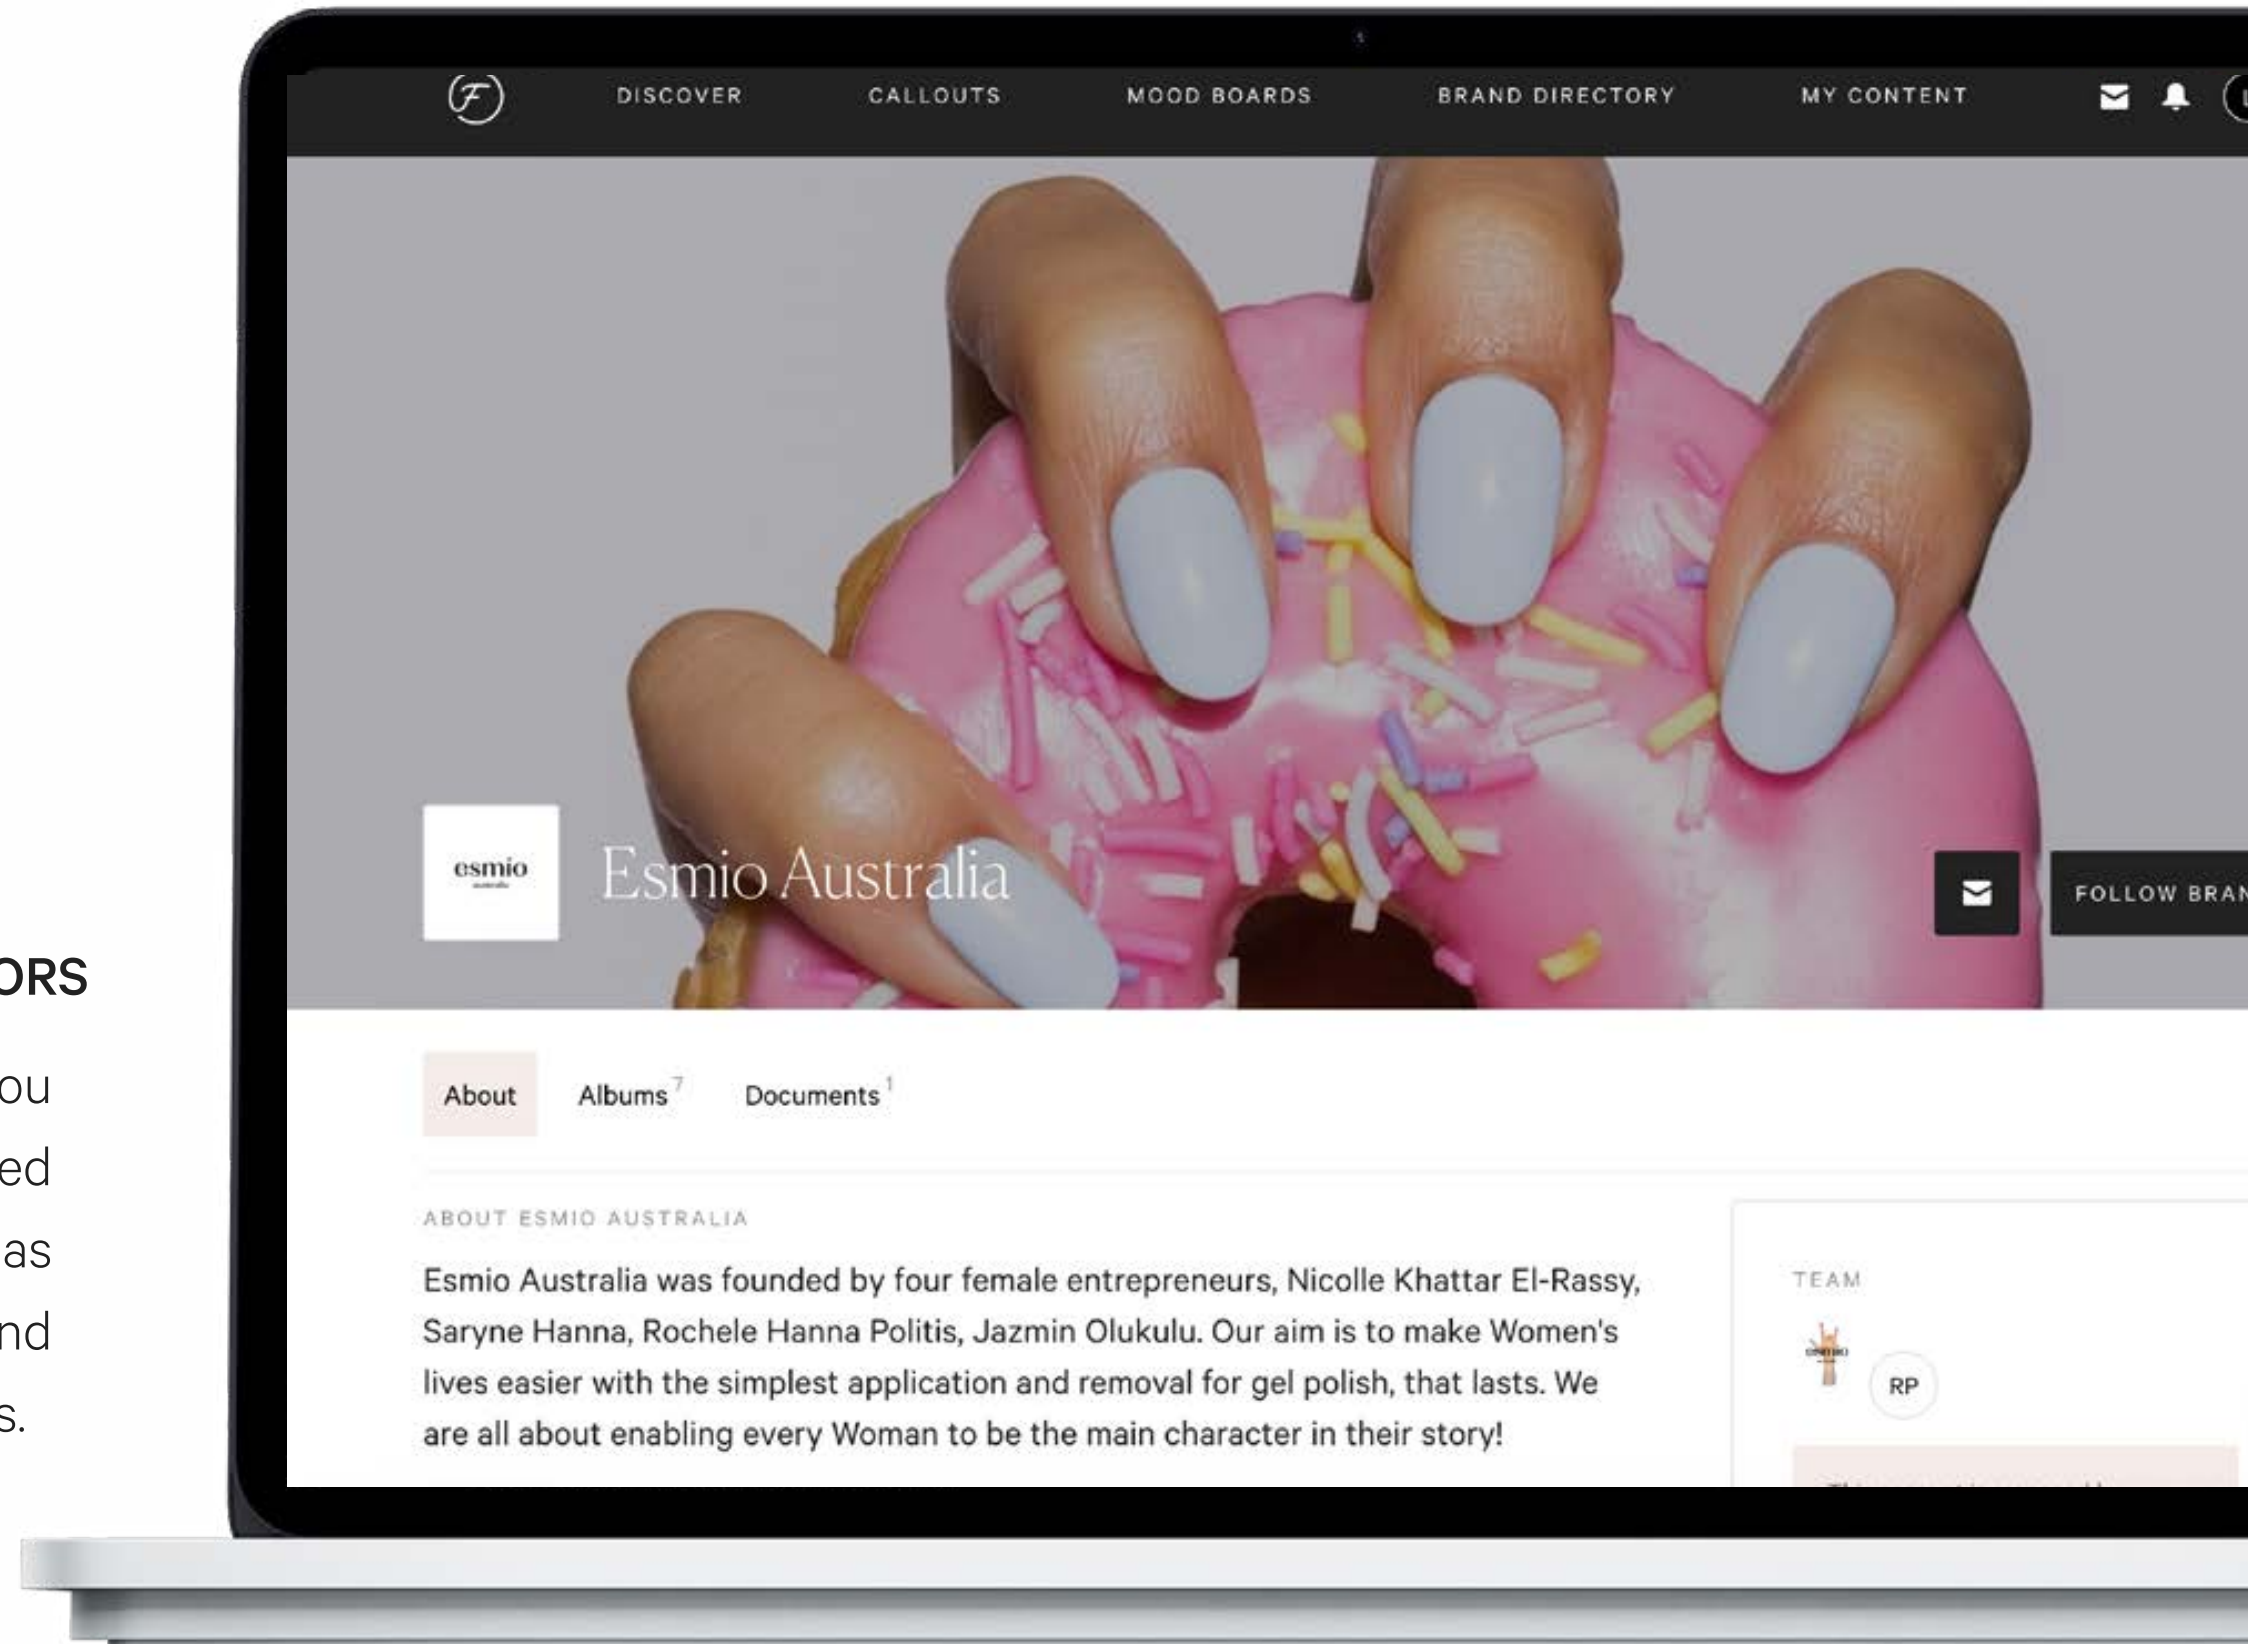 DISCOVER CALLOUTS MOOD BOARDS BRAND DIRECTORY MY CONTENT
esmio
Esmio Australia
FOLLOW BRAN
ORS
ou
ed
as
nd
s.
About Albums 7 Documents 1
ABOUT ESMIO AUSTRALIA
Esmio Australia was founded by four female entrepreneurs, Nicolle Khattar El-Rassy,
Saryne Hanna, Rochele Hanna Politis, Jazmin Olukulu. Our aim is to make Women's
lives easier with the simplest application and removal for gel polish, that lasts. We
are all about enabling every Woman to be the main character in their story!
TEAM
RP